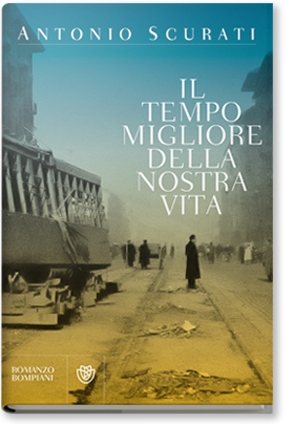 ANTONIO SCURATI
IL
TEMPO
MIGLIORE
DELLA
NOSTRA
VITA
ROMANZO
BOMPIANI